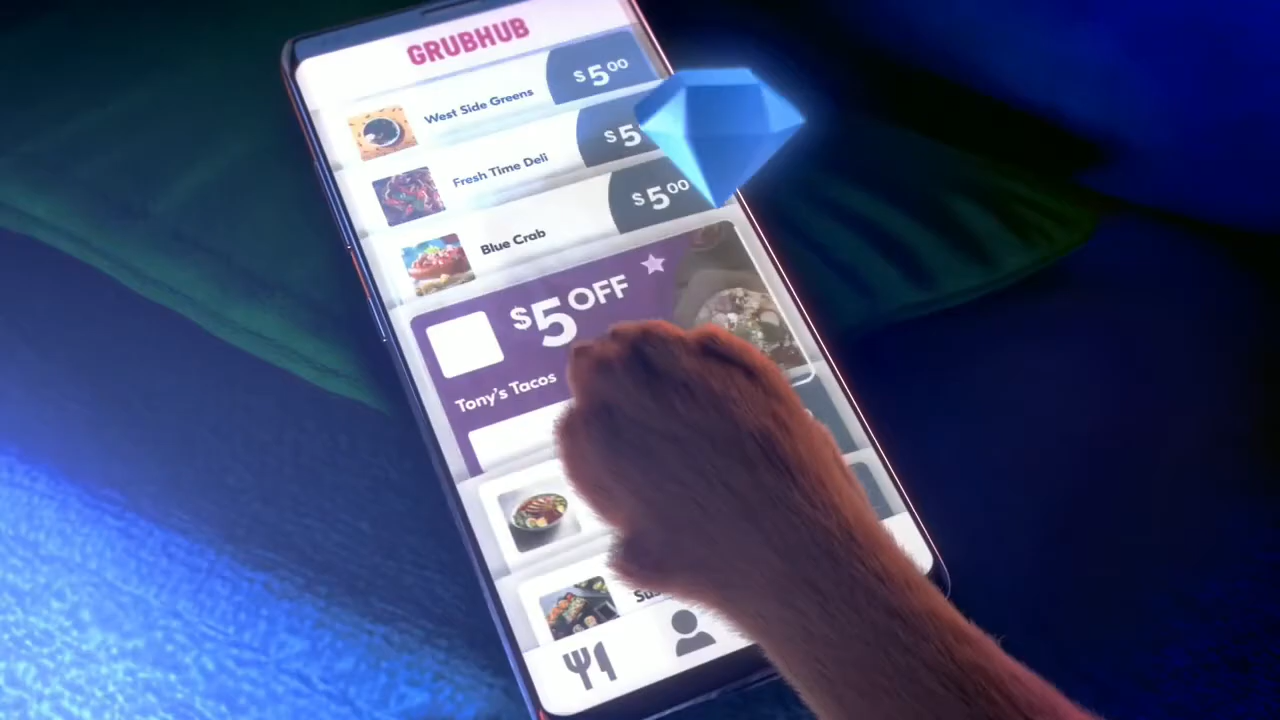 GRUBHUB
West Side Greens
$5.00
Fresh Time Deli
$5
Blue Crab
$5.00
$5 OFF
Tony's Tacos